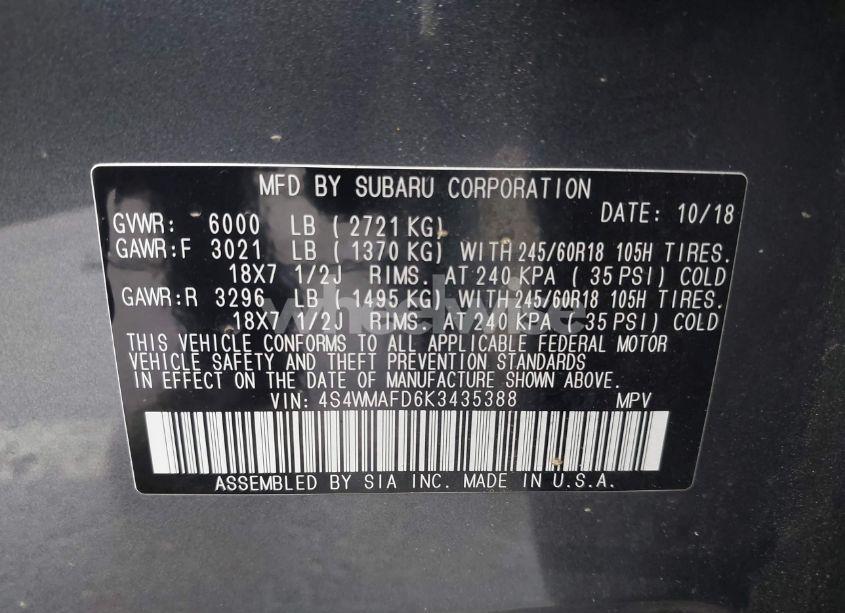 MFD BY SUBARU CORPORATION
DATE: 10/18
GVWR: 6000 LB ( 2721 KG)
GAWR:F 3021 LB ( 1370 KG) WITH 245/60R18 105H TIRES.
18X7 1/2J RIMS. AT 240 KPA ( 35 PSI) COLD
GAWR:R 3296 LB ( 1495 KG) WITH 245/60R18 105H TIRES.
18X7 1/2J RIMS. AT 240 KPA ( 35 PSI) COLD
THIS VEHICLE CONFORMS TO ALL APPLICABLE FEDERAL MOTOR
VEHICLE SAFETY AND THEFT PREVENTION STANDARDS
IN EFFECT ON THE DATE OF MANUFACTURE SHOWN ABOVE.
VIN: 4S4WMAFD6K3435388 MPV
ASSEMBLED BY SIA INC. MADE IN U.S.A.